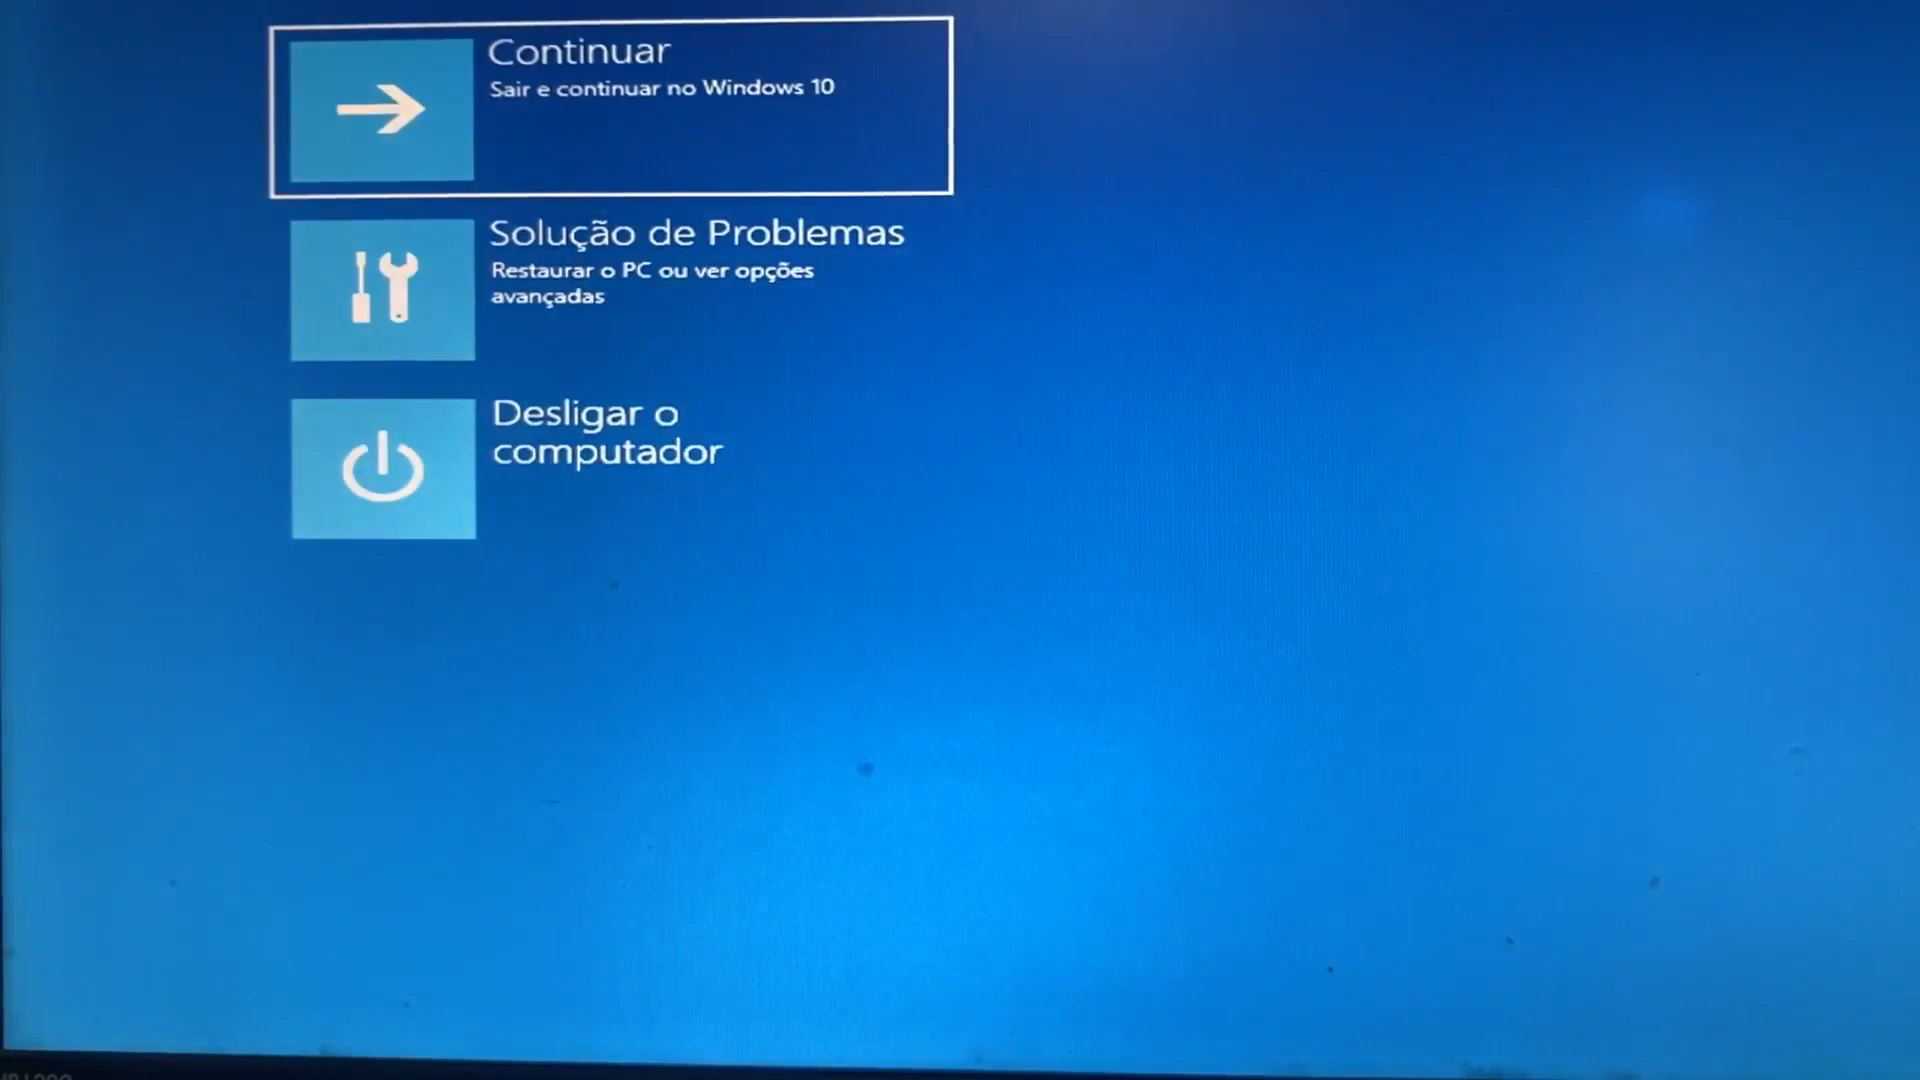 Continuar
Sair e continuar no Windows 10
Solução de Problemas
Restaurar o PC ou ver opções
avançadas
Desligar o
computador